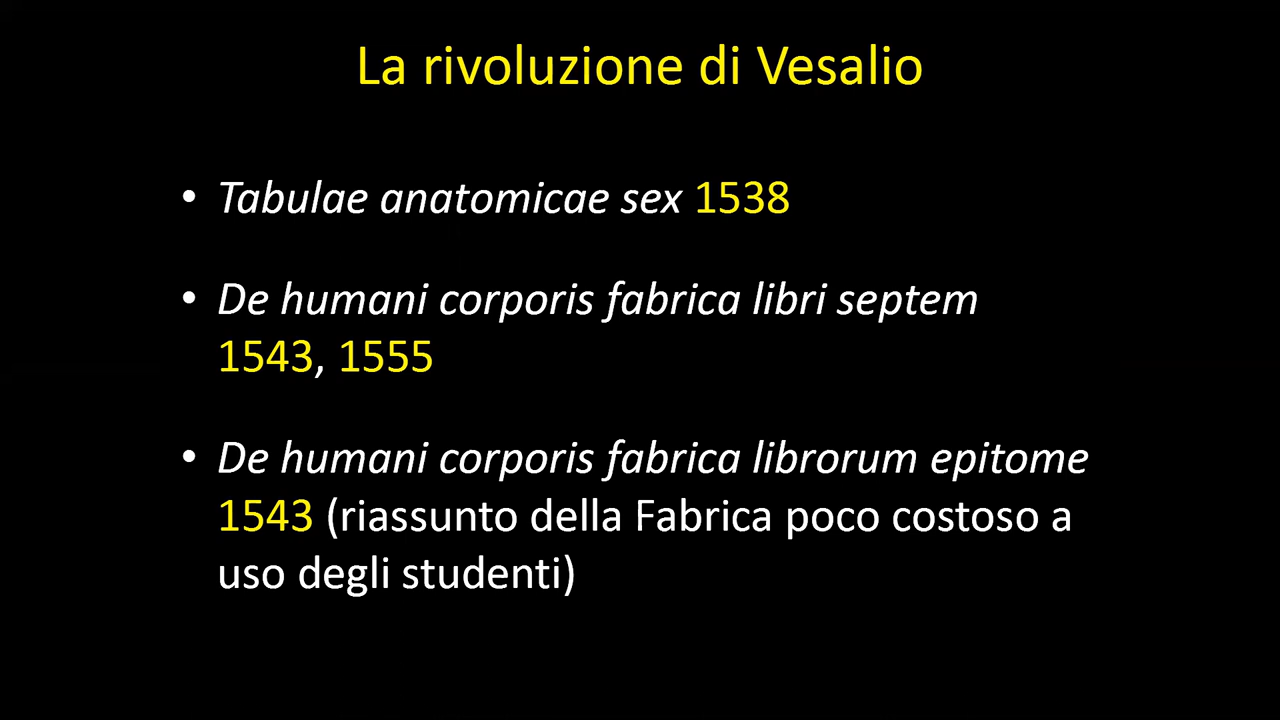 La rivoluzione di Vesalio
• Tabulae anatomicae sex 1538
• De humani corporis fabrica libri septem
1543, 1555
• De humani corporis fabrica librorum epitome
1543 (riassunto della Fabrica poco costoso a
uso degli studenti)